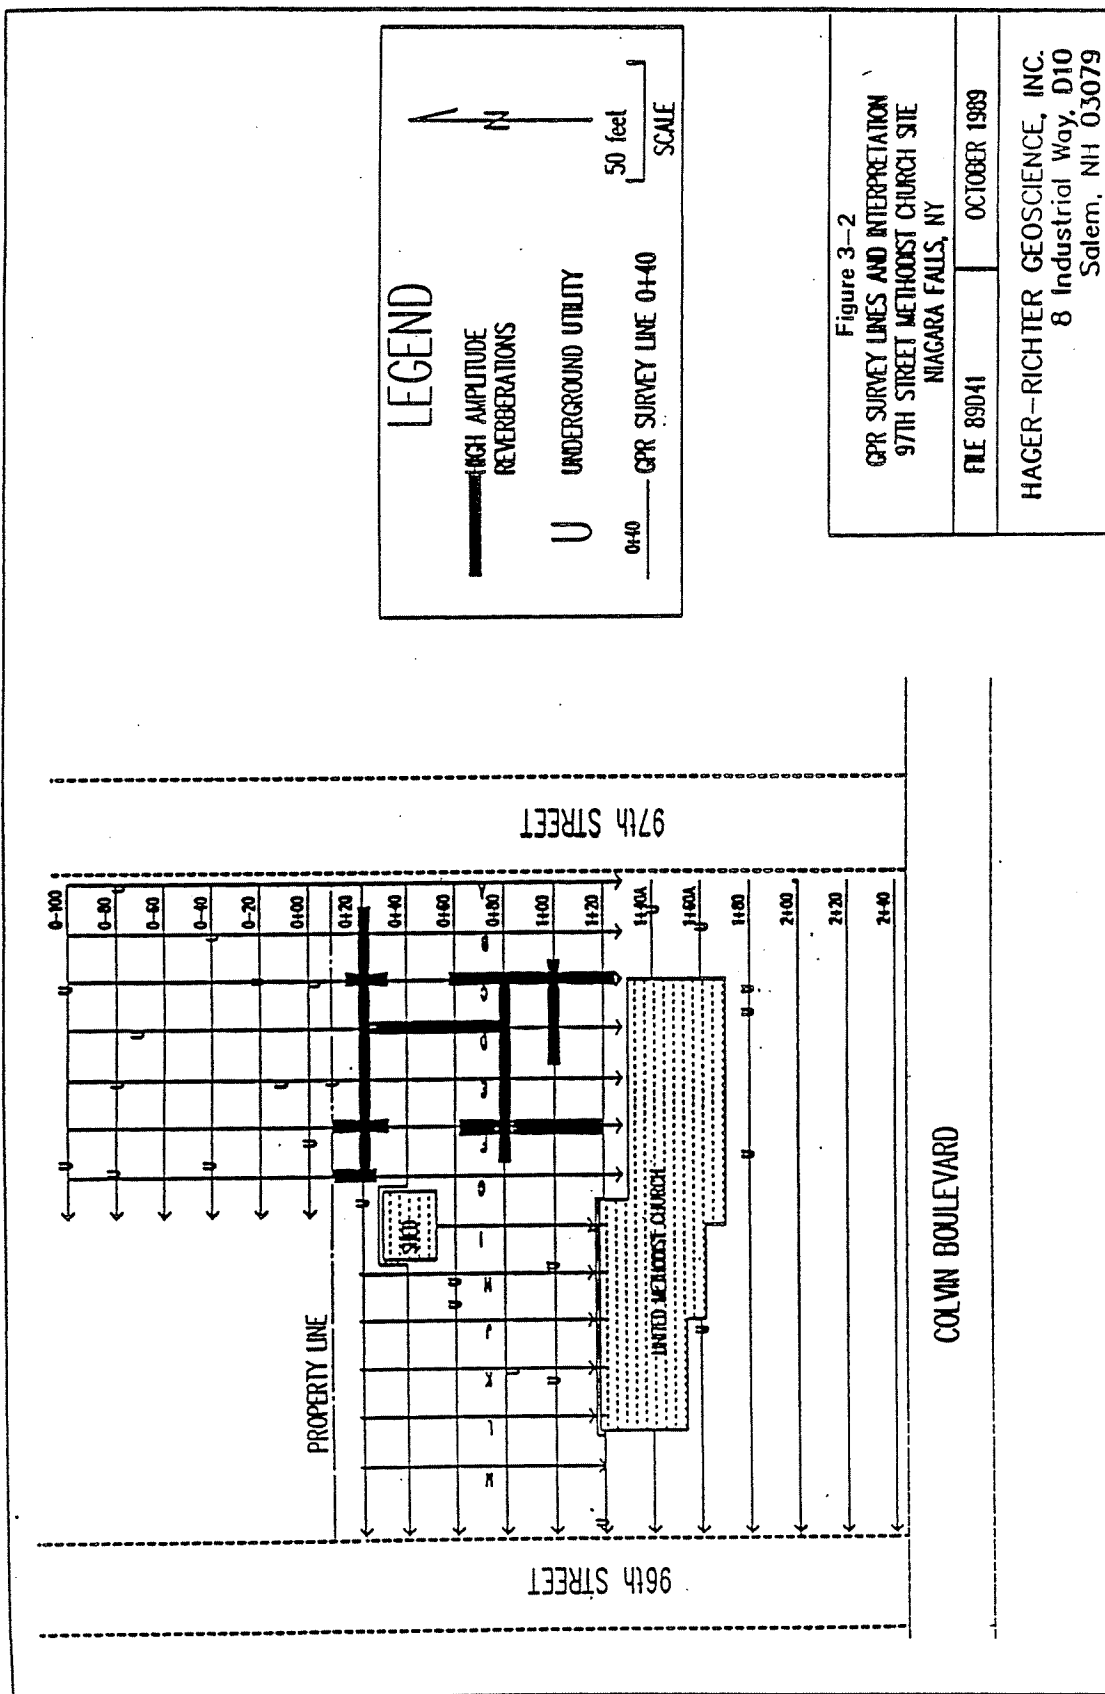 LEGEND
HIGH AMPLITUDE
REVERBERATIONS
U UNDERGROUND UTILITY
0+40 GPR SURVEY LINE 0+40
N
50 feet
SCALE
Figure 3-2
GPR SURVEY LINES AND INTERPRETATION
97TH STREET METHODIST CHURCH SITE
NIAGARA FALLS, NY
FILE 89D41
OCTOBER 1989
HAGER-RICHTER GEOSCIENCE, INC.
8 Industrial Way, D10
Salem, NH 03079
97th STREET
0-100
0-80
0-60
0-40
0-20
0+00
0+20
0+40
0+60
0+80
1+00
1+20
1+40A
1+60A
1+80
2+00
2+20
2+40
PROPERTY LINE
SHED
UNITED METHODIST CHURCH
COLVIN BOULEVARD
96th STREET